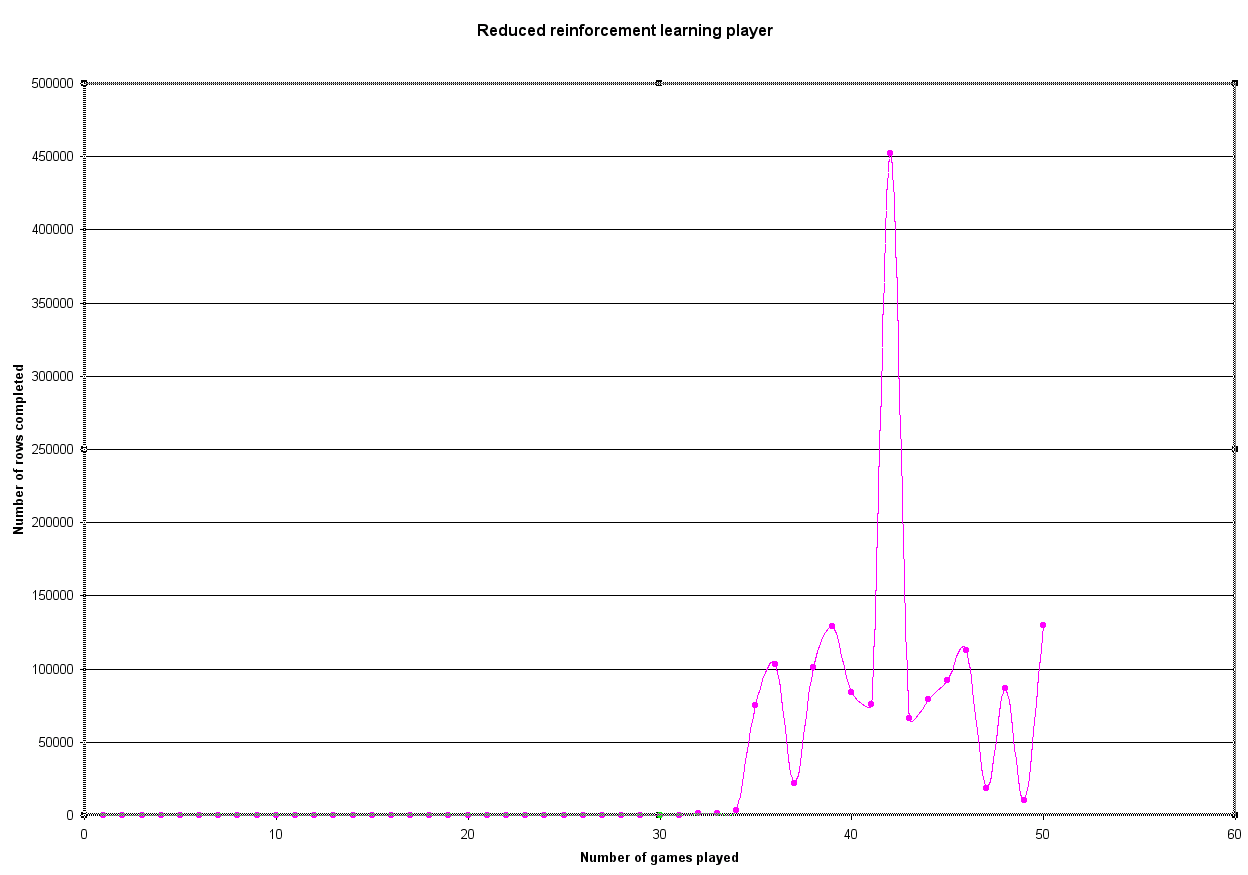 Reduced reinforcement learning player
500000
450000
400000
350000
300000
250000
200000
150000
100000
50000
0
Number of rows completed
0 10 20 30 40 50 60
Number of games played